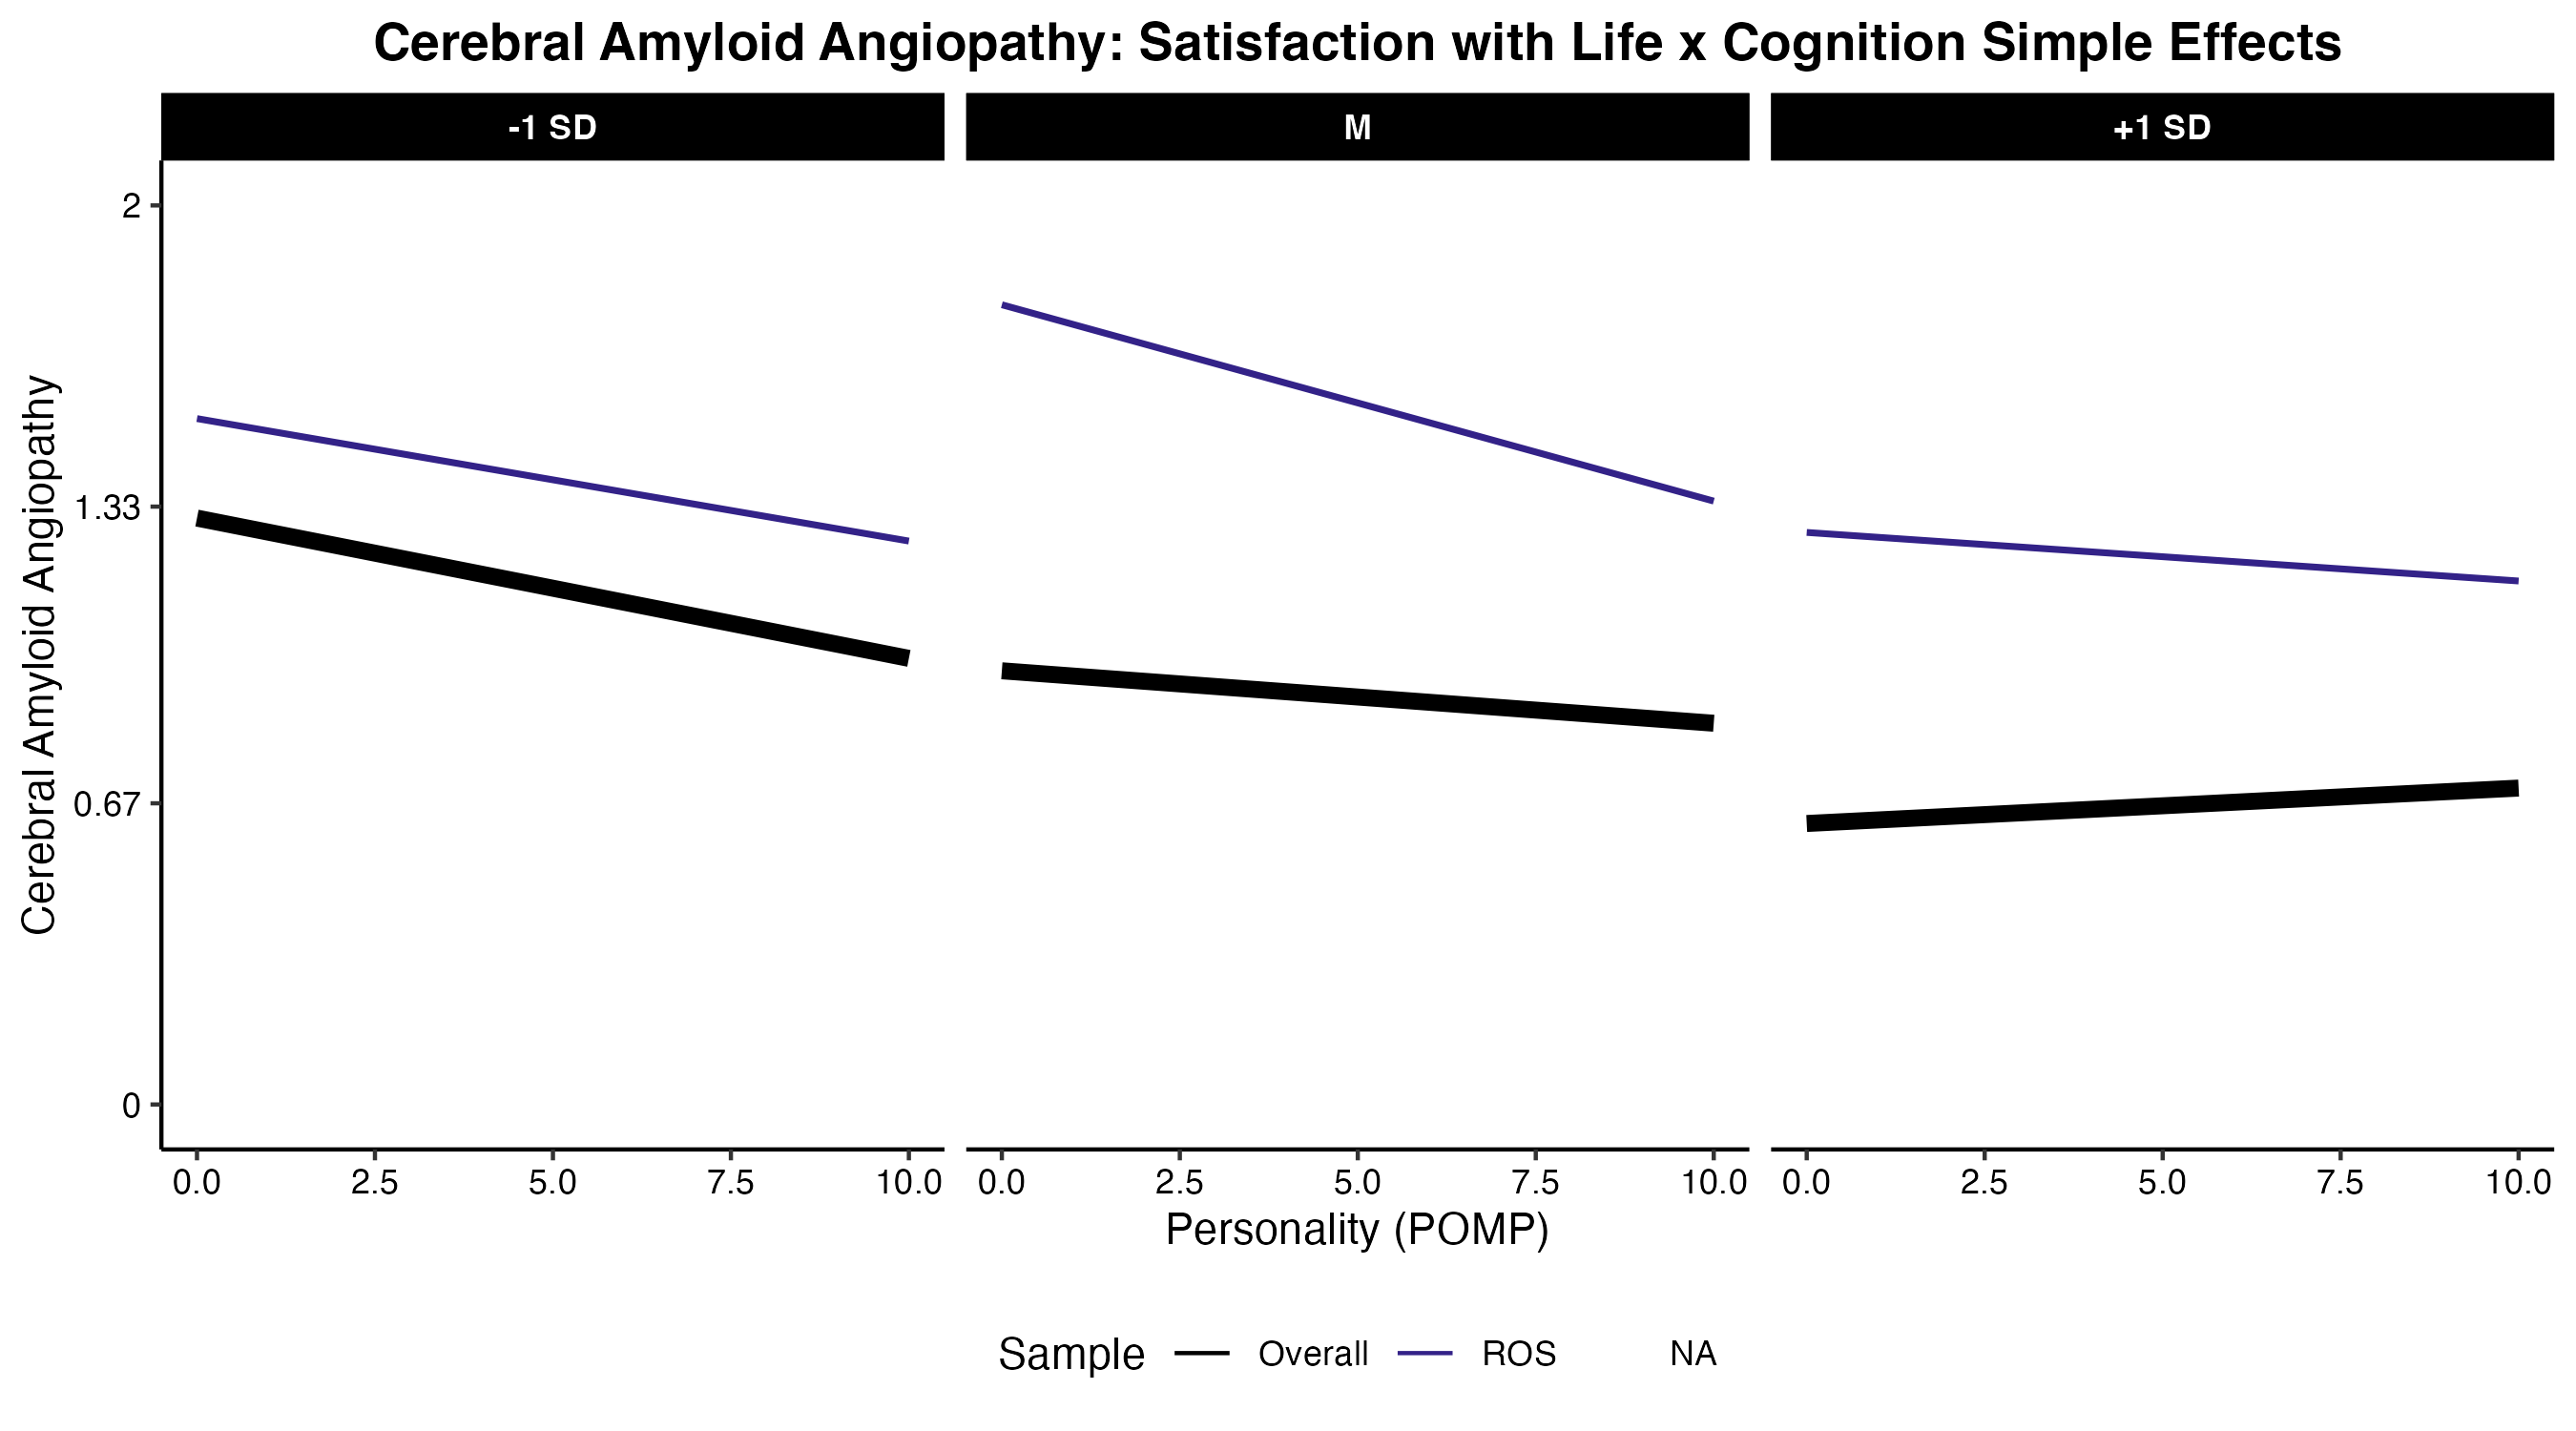 Cerebral Amyloid Angiopathy: Satisfaction with Life x Cognition Simple Effects
-1 SD
M
+1 SD
Cerebral Amyloid Angiopathy
2
1.33
0.67
0
0.0 2.5 5.0 7.5 10.0
0.0 2.5 5.0 7.5 10.0
0.0 2.5 5.0 7.5 10.0
Personality (POMP)
Sample Overall ROS NA